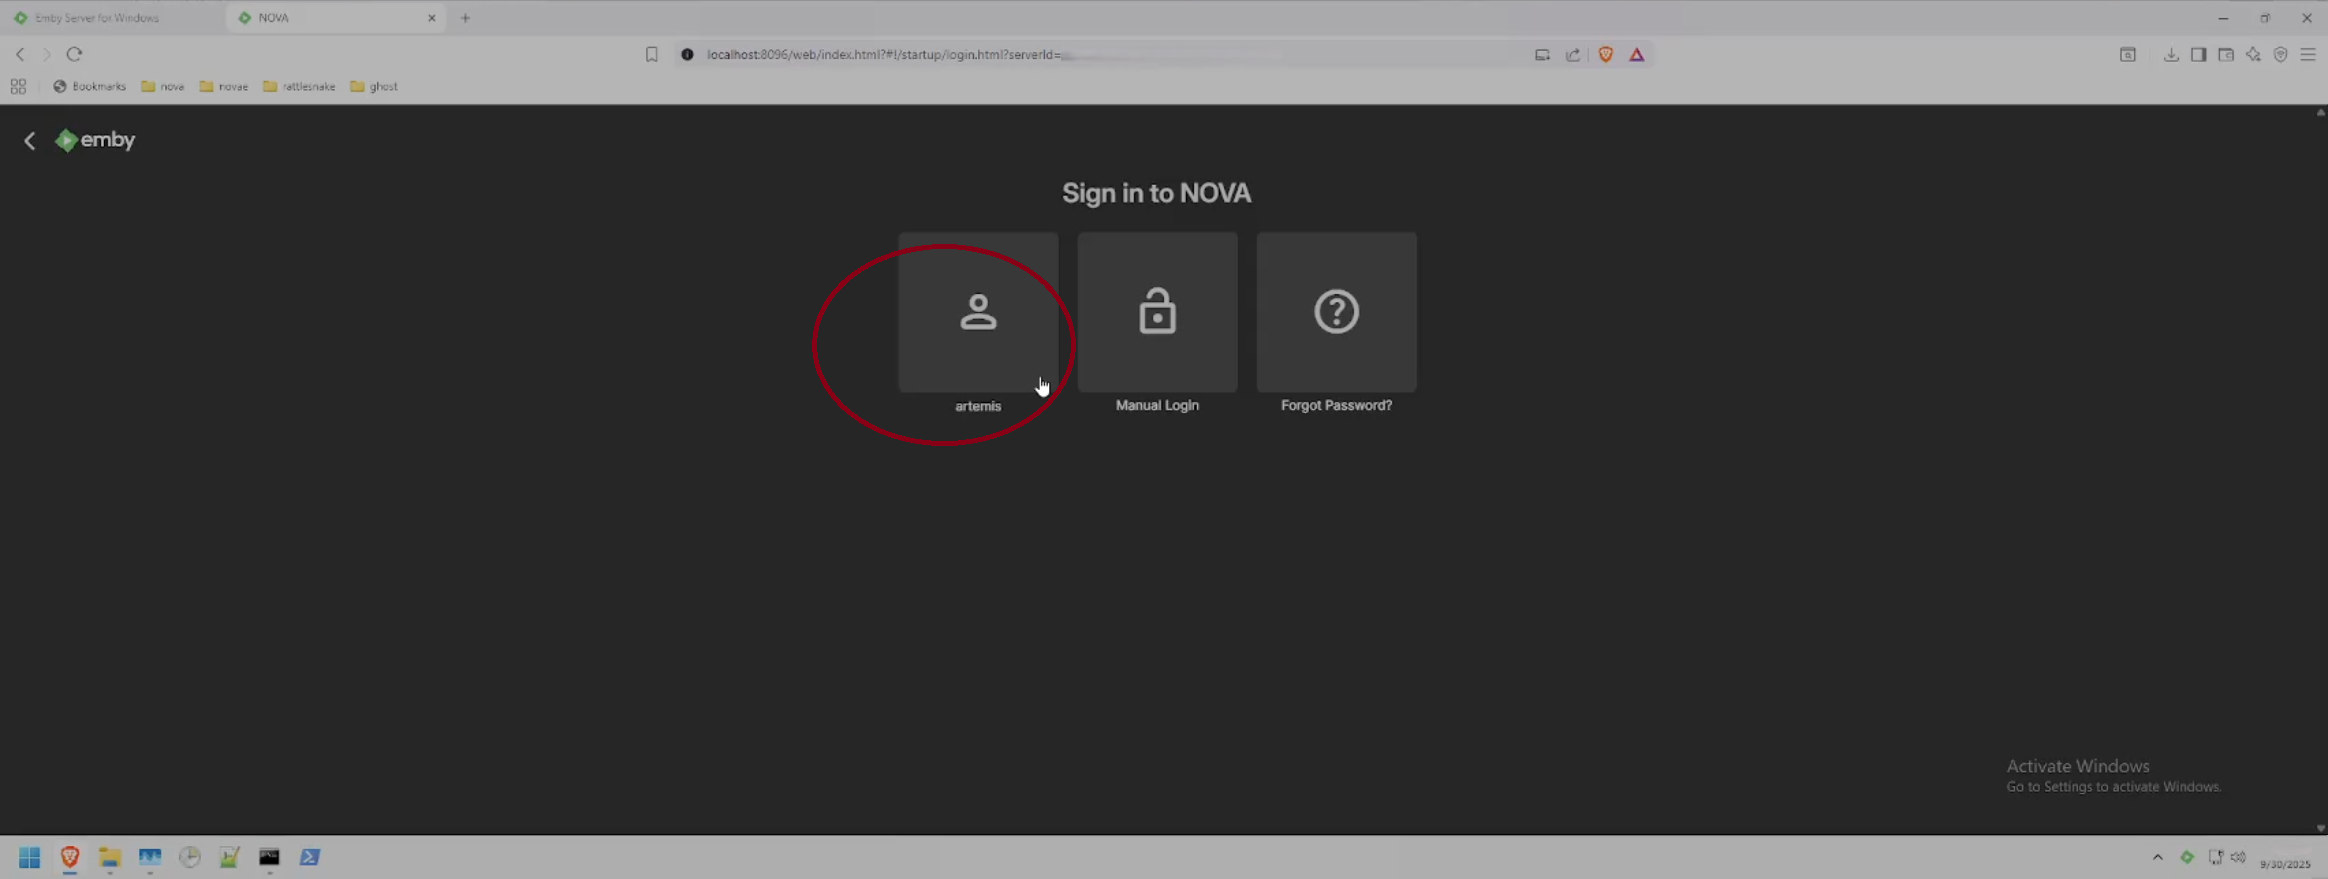 Emby Server for Windows
NOVA
localhost:8096/web/index.html?#!/startup/login.html?serverId=
Bookmarks
nova
novae
rattlesnake
ghost
emby
Sign in to NOVA
artemis
Manual Login
Forgot Password?
Activate Windows
Go to Settings to activate Windows.
9/30/2025